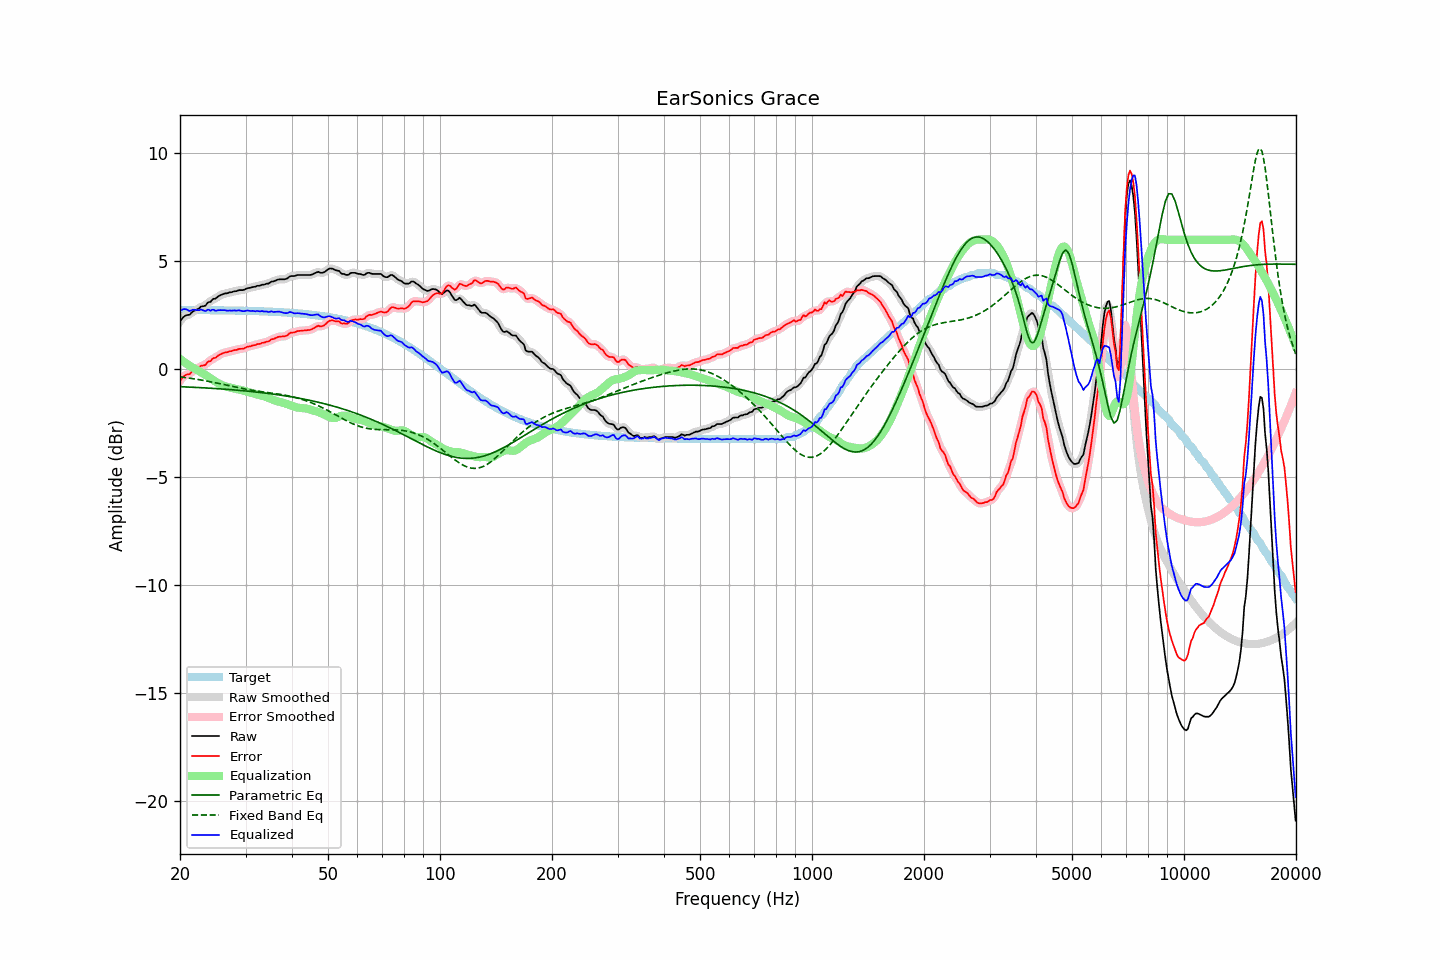 EarSonics Grace
10
5
0
−5
−10
−15
−20
Amplitude (dBr)
Target
Raw Smoothed
Error Smoothed
Raw
Error
Equalization
Parametric Eq
Fixed Band Eq
Equalized
20 50 100 200 500 1000 2000 5000 10000 20000
Frequency (Hz)